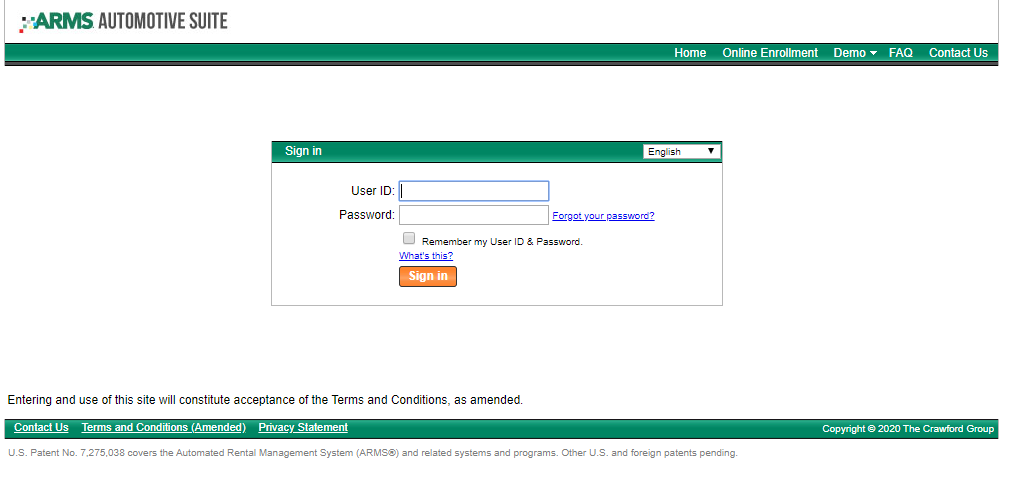 ARMS AUTOMOTIVE SUITE
Home Online Enrollment Demo FAQ Contact Us
Sign in English
User ID:
Password: Forgot your password?
Remember my User ID & Password.
What's this?
Sign in
Entering and use of this site will constitute acceptance of the Terms and Conditions, as amended.
Contact Us Terms and Conditions (Amended) Privacy Statement Copyright © 2020 The Crawford Group
U.S. Patent No. 7,275,038 covers the Automated Rental Management System (ARMS®) and related systems and programs. Other U.S. and foreign patents pending.